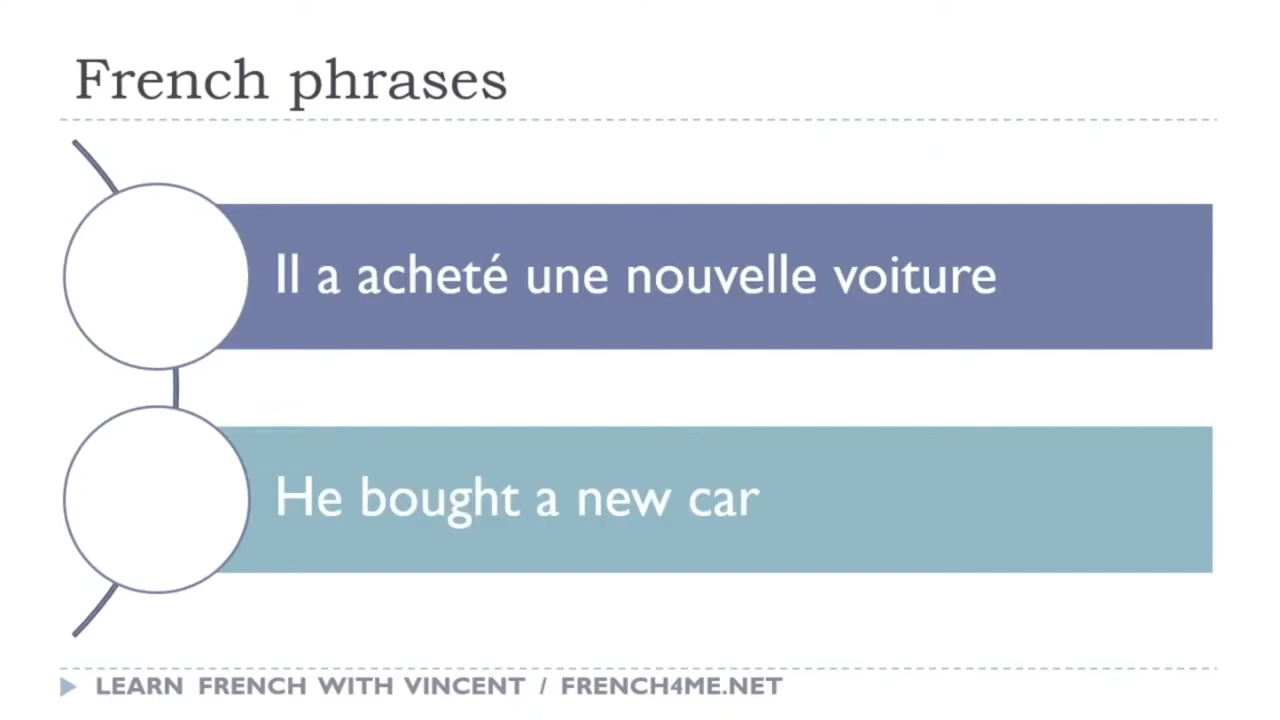 French phrases
Il a acheté une nouvelle voiture
He bought a new car
LEARN FRENCH WITH VINCENT / FRENCH4ME.NET